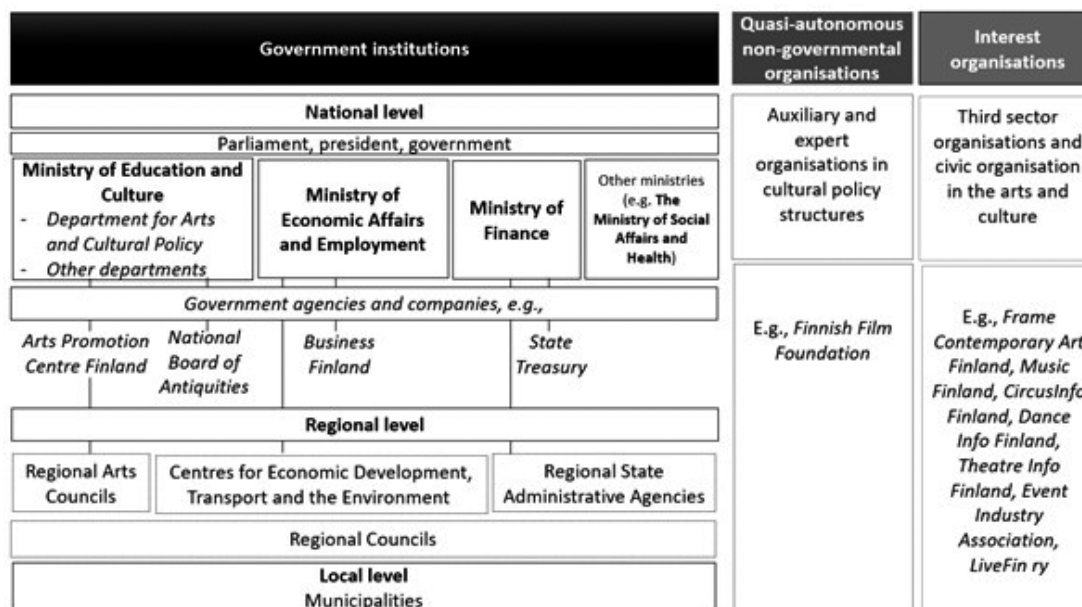 Government institutions
Quasi-autonomous
non-governmental
organisations
Interest
organisations
National level
Parliament, president, government
Ministry of Education and
Culture
- Department for Arts
and Cultural Policy
- Other departments
Ministry of
Economic Affairs
and Employment
Ministry of
Finance
Other ministries
(e.g. The
Ministry of Social
Affairs and
Health)
Government agencies and companies, e.g.,
Arts Promotion
Centre Finland
National
Board of
Antiquities
Business
Finland
State
Treasury
Regional level
Regional Arts
Councils
Centres for Economic Development,
Transport and the Environment
Regional State
Administrative Agencies
Regional Councils
Local level
Municipalities
Auxiliary and
expert
organisations in
cultural policy
structures
E.g., Finnish Film
Foundation
Third sector
organisations and
civic organisation
in the arts and
culture
E.g., Frame
Contemporary Art
Finland, Music
Finland, CircusInfo
Finland, Dance
Info Finland,
Theatre Info
Finland, Event
Industry
Association,
LiveFin ry